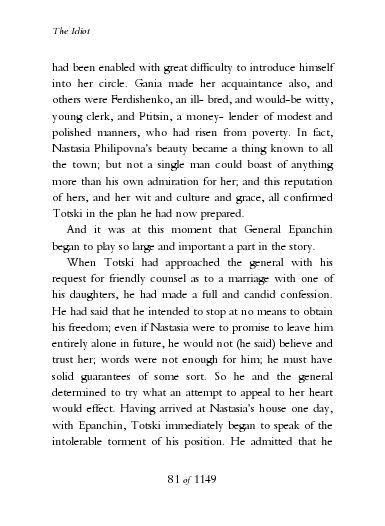 The Idiot
had been enabled with great difficulty to introduce himself
into her circle. Gania made her acquaintance also, and
others were Ferdishenko, an ill- bred, and would-be witty,
young clerk, and Ptitsin, a money- lender of modest and
polished manners, who had risen from poverty. In fact,
Nastasia Philipovna's beauty became a thing known to all
the town; but not a single man could boast of anything
more than his own admiration for her; and this reputation
of hers, and her wit and culture and grace, all confirmed
Totski in the plan he had now prepared.
And it was at this moment that General Epanchin
began to play so large and important a part in the story.
When Totski had approached the general with his
request for friendly counsel as to a marriage with one of
his daughters, he had made a full and candid confession.
He had said that he intended to stop at no means to obtain
his freedom; even if Nastasia were to promise to leave him
entirely alone in future, he would not (he said) believe and
trust her; words were not enough for him; he must have
solid guarantees of some sort. So he and the general
determined to try what an attempt to appeal to her heart
would effect. Having arrived at Nastasia's house one day,
with Epanchin, Totski immediately began to speak of the
intolerable torment of his position. He admitted that he
81 of 1149